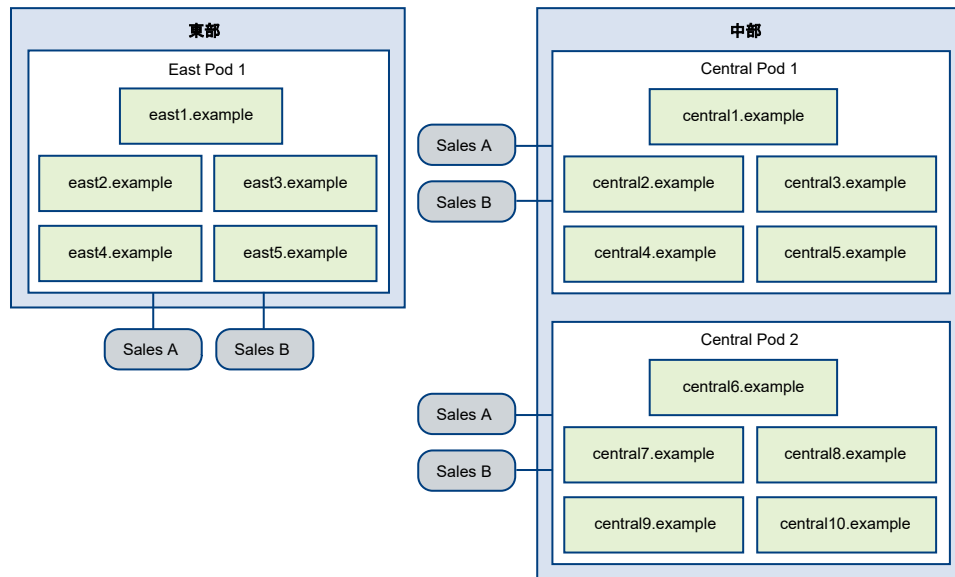 東部
East Pod 1
east1.example
east2.example
east3.example
east4.example
east5.example
Sales A
Sales B
中部
Central Pod 1
central1.example
Sales A
central2.example
central3.example
Sales B
central4.example
central5.example
Central Pod 2
central6.example
Sales A
central7.example
central8.example
Sales B
central9.example
central10.example